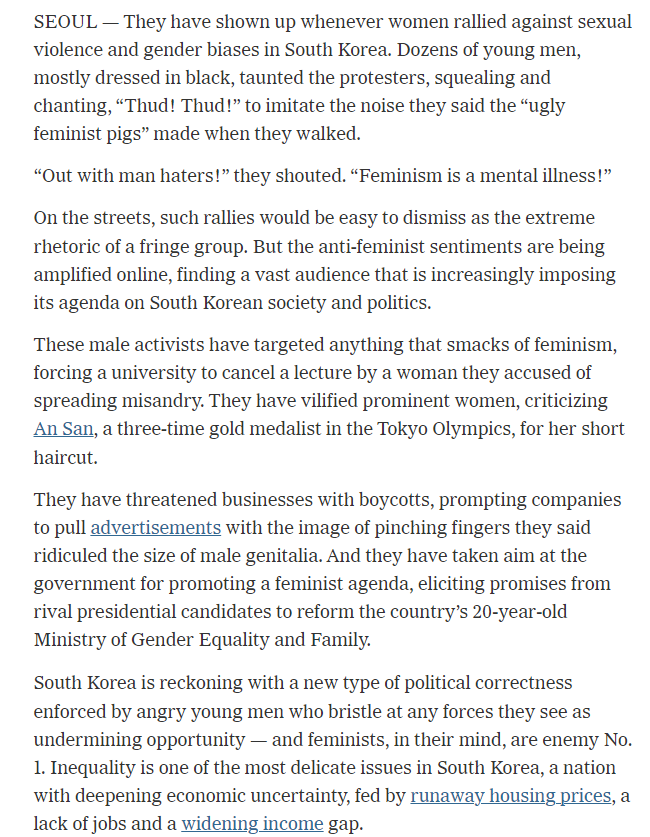 SEOUL — They have shown up whenever women rallied against sexual
violence and gender biases in South Korea. Dozens of young men,
mostly dressed in black, taunted the protesters, squealing and
chanting, “Thud! Thud!” to imitate the noise they said the “ugly
feminist pigs” made when they walked.
“Out with man haters!” they shouted. “Feminism is a mental illness!”
On the streets, such rallies would be easy to dismiss as the extreme
rhetoric of a fringe group. But the anti-feminist sentiments are being
amplified online, finding a vast audience that is increasingly imposing
its agenda on South Korean society and politics.
These male activists have targeted anything that smacks of feminism,
forcing a university to cancel a lecture by a woman they accused of
spreading misandry. They have vilified prominent women, criticizing
An San, a three-time gold medalist in the Tokyo Olympics, for her short
haircut.
They have threatened businesses with boycotts, prompting companies
to pull advertisements with the image of pinching fingers they said
ridiculed the size of male genitalia. And they have taken aim at the
government for promoting a feminist agenda, eliciting promises from
rival presidential candidates to reform the country’s 20-year-old
Ministry of Gender Equality and Family.
South Korea is reckoning with a new type of political correctness
enforced by angry young men who bristle at any forces they see as
undermining opportunity — and feminists, in their mind, are enemy No.
1. Inequality is one of the most delicate issues in South Korea, a nation
with deepening economic uncertainty, fed by runaway housing prices, a
lack of jobs and a widening income gap.